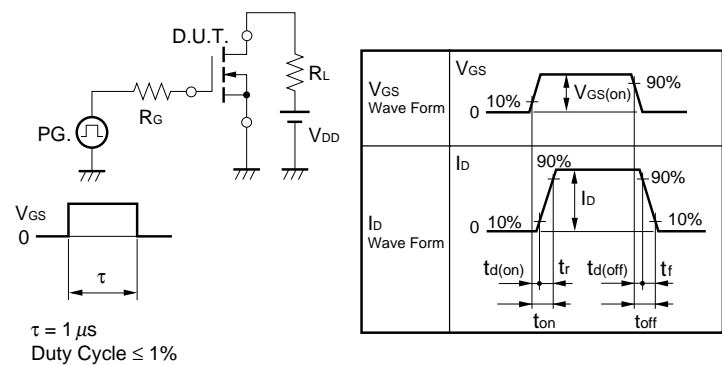 D.U.T.
RL
RG
PG.
VDD
VGS
0
τ
τ = 1 μs
Duty Cycle ≤ 1%
VGS
Wave Form
VGS
10%
0
VGS(on)
90%
ID
Wave Form
ID
90%
90%
ID
10%
0
10%
td(on)
tr
td(off)
tf
ton
toff